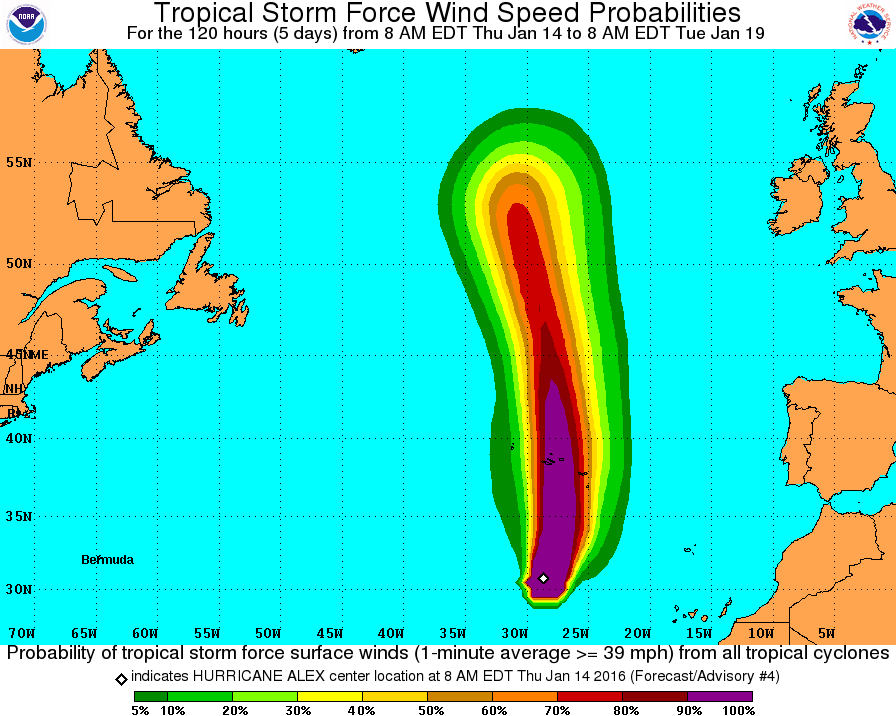 Tropical Storm Force Wind Speed Probabilities
For the 120 hours (5 days) from 8 AM EDT Thu Jan 14 to 8 AM EDT Tue Jan 19
NOAA
NATIONAL WEATHER SERVICE
55N
50N
45N ME
NH
RI
40N
35N
Bermuda
30N
70W 65W 60W 55W 50W 45W 40W 35W 30W 25W 20W 15W 10W 5W
Probability of tropical storm force surface winds (1-minute average >= 39 mph) from all tropical cyclones
indicates HURRICANE ALEX center location at 8 AM EDT Thu Jan 14 2016 (Forecast/Advisory #4)
5% 10% 20% 30% 40% 50% 60% 70% 80% 90% 100%